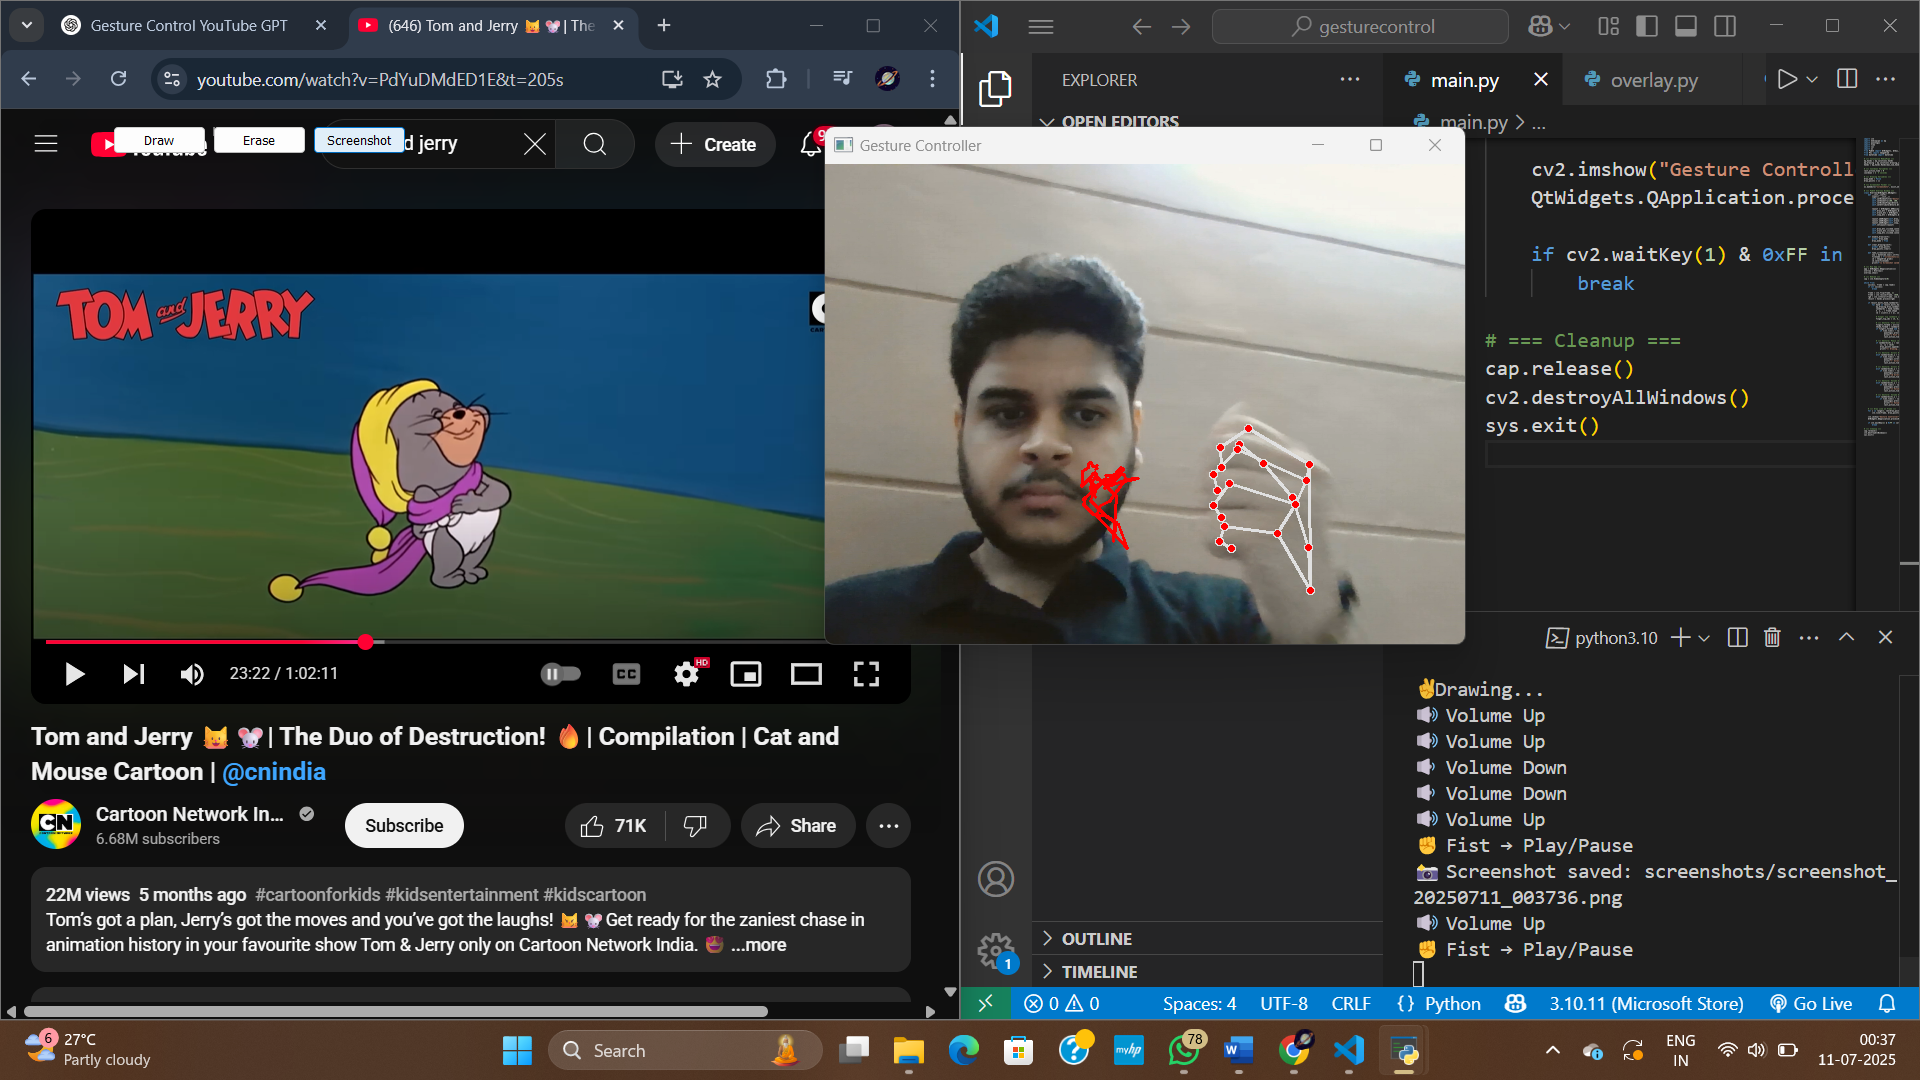 Gesture Control YouTube GPT
(646) Tom and Jerry 🐱 🐭 | The
youtube.com/watch?v=PdYuDMdED1E&t=205s
Draw
Erase
Screenshot
d jerry
Create
TOM and JERRY
23:22 / 1:02:11
CC
HD
Tom and Jerry 🐱 🐭 | The Duo of Destruction! 🔥 | Compilation | Cat and
Mouse Cartoon | @cnindia
CN
Cartoon Network In...
6.68M subscribers
Subscribe
71K
Share
22M views 5 months ago #cartoonforkids #kidsentertainment #kidscartoon
Tom's got a plan, Jerry's got the moves and you've got the laughs! 🐱 🐭 Get ready for the zaniest chase in
animation history in your favourite show Tom & Jerry only on Cartoon Network India. ...more
Gesture Controller
gesturecontrol
EXPLORER
OPEN EDITORS
main.py
overlay.py
main.py > ...
cv2.imshow("Gesture Controll
QtWidgets.QApplication.proce
if cv2.waitKey(1) & 0xFF in
break
# === Cleanup ===
cap.release()
cv2.destroyAllWindows()
sys.exit()
python3.10
✌Drawing...
🔊 Volume Up
🔊 Volume Up
🔉 Volume Down
🔉 Volume Down
🔊 Volume Up
✊ Fist → Play/Pause
📸 Screenshot saved: screenshots/screenshot_
20250711_003736.png
🔊 Volume Up
✊ Fist → Play/Pause
OUTLINE
TIMELINE
1
0 0
Spaces: 4
UTF-8
CRLF
{ } Python
3.10.11 (Microsoft Store)
Go Live
6
27°C
Partly cloudy
Search
myhp
78
W
ENG
IN
00:37
11-07-2025